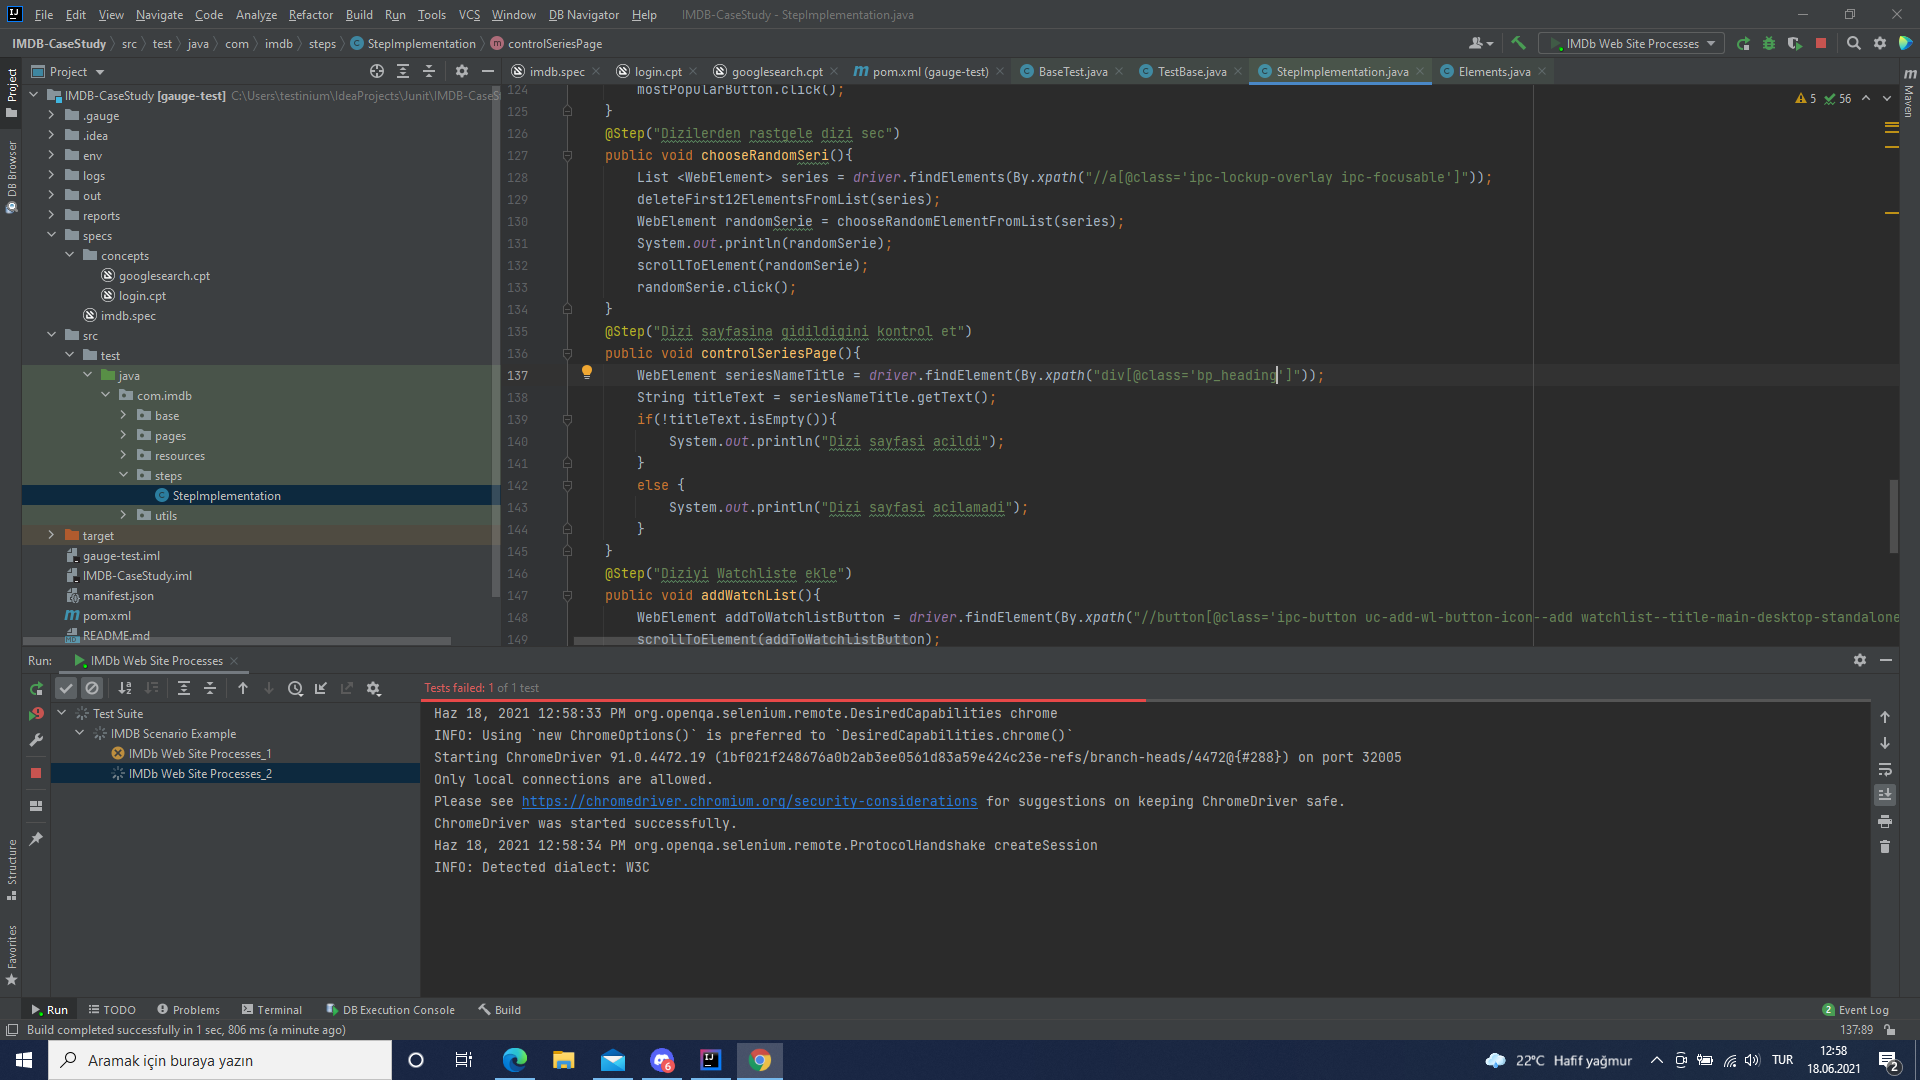 File Edit View Navigate Code Analyze Refactor Build Run Tools VCS Window DB Navigator Help IMDB-CaseStudy - StepImplementation.java
IMDB-CaseStudy src test java com imdb steps StepImplementation controlSeriesPage IMDb Web Site Processes
Project
imdb.spec login.cpt googlesearch.cpt pom.xml (gauge-test) BaseTest.java TestBase.java StepImplementation.java Elements.java
Project
DB Browser
Structure
Favorites
Maven
IMDB-CaseStudy [gauge-test] C:\Users\testinium\IdeaProjects\Junit\IMDB-CaseS
.gauge
.idea
env
logs
out
reports
specs
concepts
googlesearch.cpt
login.cpt
imdb.spec
src
test
java
com.imdb
base
pages
resources
steps
StepImplementation
utils
target
gauge-test.iml
IMDB-CaseStudy.iml
manifest.json
pom.xml
README.md
5 56
124 mostPopularButton.click();
125 }
126 @Step("Dizilerden rastgele dizi sec")
127 public void chooseRandomSeri(){
128 List <WebElement> series = driver.findElements(By.xpath("//a[@class='ipc-lockup-overlay ipc-focusable']"));
129 deleteFirst12ElementsFromList(series);
130 WebElement randomSerie = chooseRandomElementFromList(series);
131 System.out.println(randomSerie);
132 scrollToElement(randomSerie);
133 randomSerie.click();
134 }
135 @Step("Dizi sayfasina gidildigini kontrol et")
136 public void controlSeriesPage(){
137 WebElement seriesNameTitle = driver.findElement(By.xpath("div[@class='bp_heading']"));
138 String titleText = seriesNameTitle.getText();
139 if(!titleText.isEmpty()){
140 System.out.println("Dizi sayfasi acildi");
141 }
142 else {
143 System.out.println("Dizi sayfasi acilamadi");
144 }
145 }
146 @Step("Diziyi Watchliste ekle")
147 public void addWatchList(){
148 WebElement addToWatchlistButton = driver.findElement(By.xpath("//button[@class='ipc-button uc-add-wl-button-icon--add watchlist--title-main-desktop-standalone
149 scrollToElement(addToWatchlistButton);
Run: IMDb Web Site Processes
Tests failed: 1 of 1 test
Test Suite
IMDB Scenario Example
IMDb Web Site Processes_1
IMDb Web Site Processes_2
Haz 18, 2021 12:58:33 PM org.openqa.selenium.remote.DesiredCapabilities chrome
INFO: Using `new ChromeOptions()` is preferred to `DesiredCapabilities.chrome()`
Starting ChromeDriver 91.0.4472.19 (1bf021f248676a0b2ab3ee0561d83a59e424c23e-refs/branch-heads/4472@{#288}) on port 32005
Only local connections are allowed.
Please see https://chromedriver.chromium.org/security-considerations for suggestions on keeping ChromeDriver safe.
ChromeDriver was started successfully.
Haz 18, 2021 12:58:34 PM org.openqa.selenium.remote.ProtocolHandshake createSession
INFO: Detected dialect: W3C
Run TODO Problems Terminal DB Execution Console Build 2 Event Log
Build completed successfully in 1 sec, 806 ms (a minute ago) 137:89
Aramak için buraya yazın 6 22°C Hafif yağmur TUR 12:58
18.06.2021 2